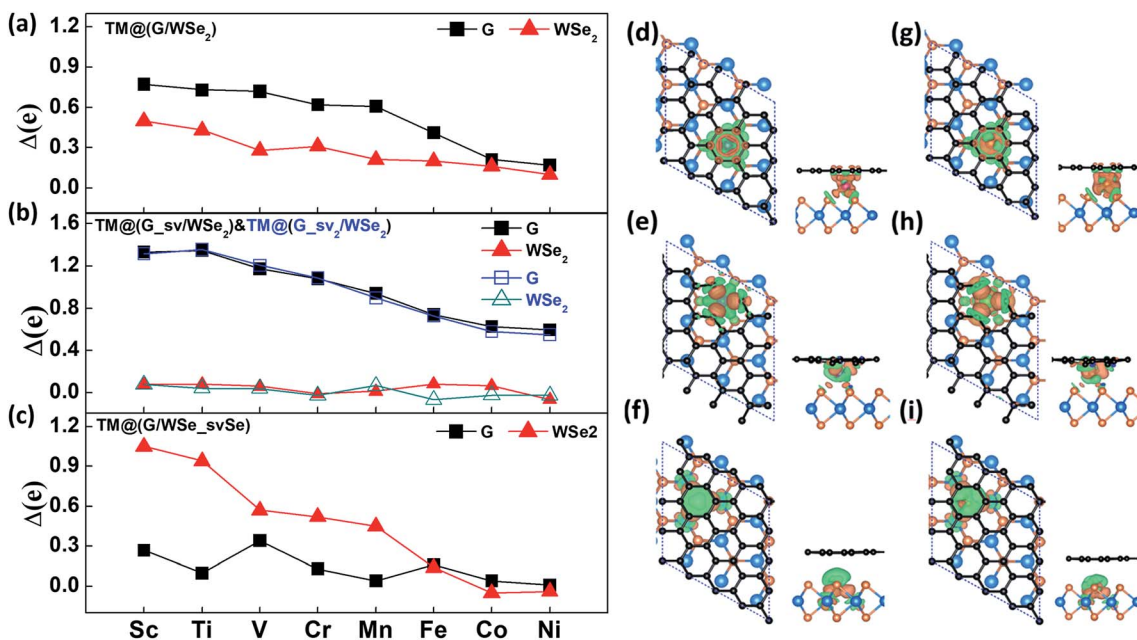 (a)
TM@(G/WSe₂)
G
WSe₂
1.2
0.9
0.6
0.3
0.0
Δ(e)
(b)
TM@(G_sv/WSe₂)&TM@(G_sv₂/WSe₂)
G
WSe₂
G
WSe₂
1.6
1.2
0.8
0.4
0.0
Δ(e)
(c)
TM@(G/WSe_svSe)
G
WSe2
1.2
0.9
0.6
0.3
0.0
Δ(e)
Sc Ti V Cr Mn Fe Co Ni
(d)
(g)
(e)
(h)
(f)
(i)